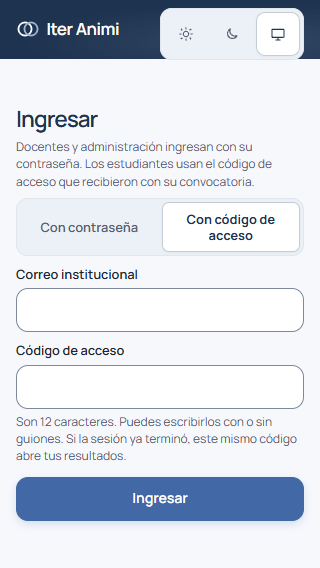 Iter Animi
Ingresar
Docentes y administración ingresan con su
contraseña. Los estudiantes usan el código de
acceso que recibieron con su convocatoria.
Con contraseña
Con código de
acceso
Correo institucional
Código de acceso
Son 12 caracteres. Puedes escribirlos con o sin
guiones. Si la sesión ya terminó, este mismo código
abre tus resultados.
Ingresar